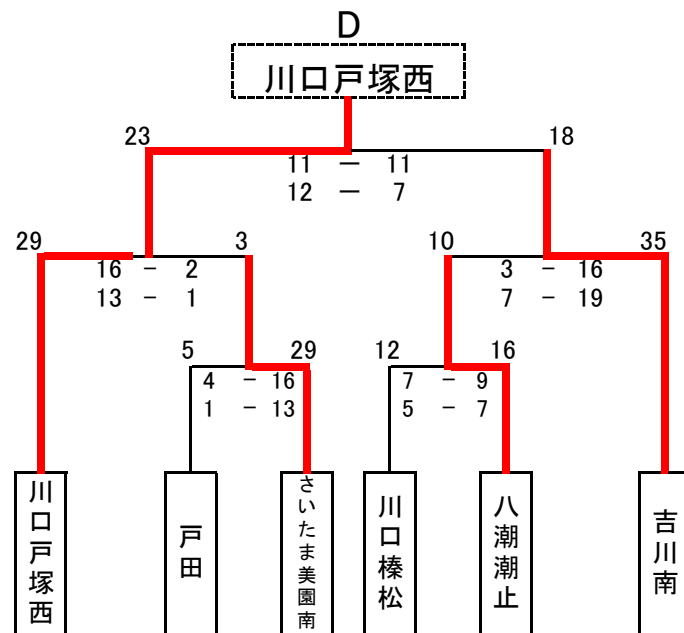 D
川口戸塚西
23 18
11 － 11
12 － 7
29 3 10 35
16 － 2 3 － 16
13 － 1 7 － 19
5 29 12 16
4 － 16 7 － 9
1 － 13 5 － 7
川口戸塚西
戸田
さいたま美園南
川口榛松
八潮潮止
吉川南